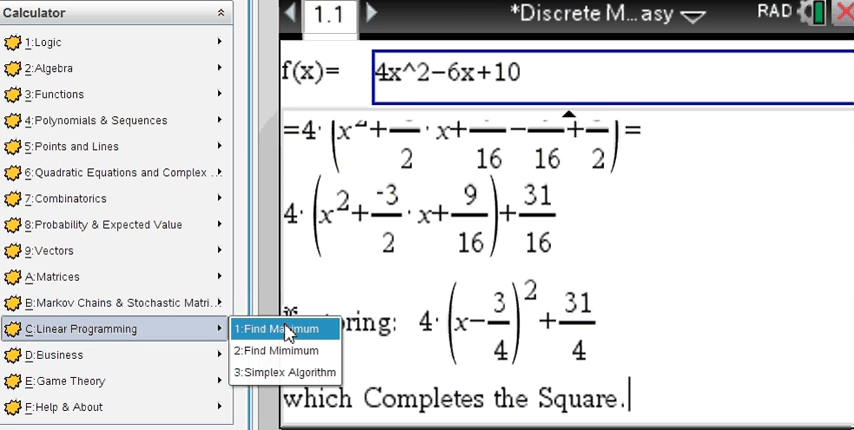 Calculator
1:Logic
2:Algebra
3:Functions
4:Polynomials & Sequences
5:Points and Lines
6:Quadratic Equations and Complex ...
7:Combinatorics
8:Probability & Expected Value
9:Vectors
A:Matrices
B:Markov Chains & Stochastic Matri...
C:Linear Programming
D:Business
E:Game Theory
F:Help & About
1:Find Maximum
2:Find Mimimum
3:Simplex Algorithm
1.1 *Discrete M...asy RAD
f(x)= 4x^2-6x+10
=4·(x²+ /2 ·x+ /16 - /16 + /2)=
4·(x²+-3/2·x+9/16)+31/16
oring: 4·(x-3/4)²+31/4
which Completes the Square.